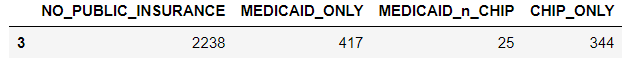 NO_PUBLIC_INSURANCE MEDICAID_ONLY MEDICAID_n_CHIP CHIP_ONLY
3 2238 417 25 344